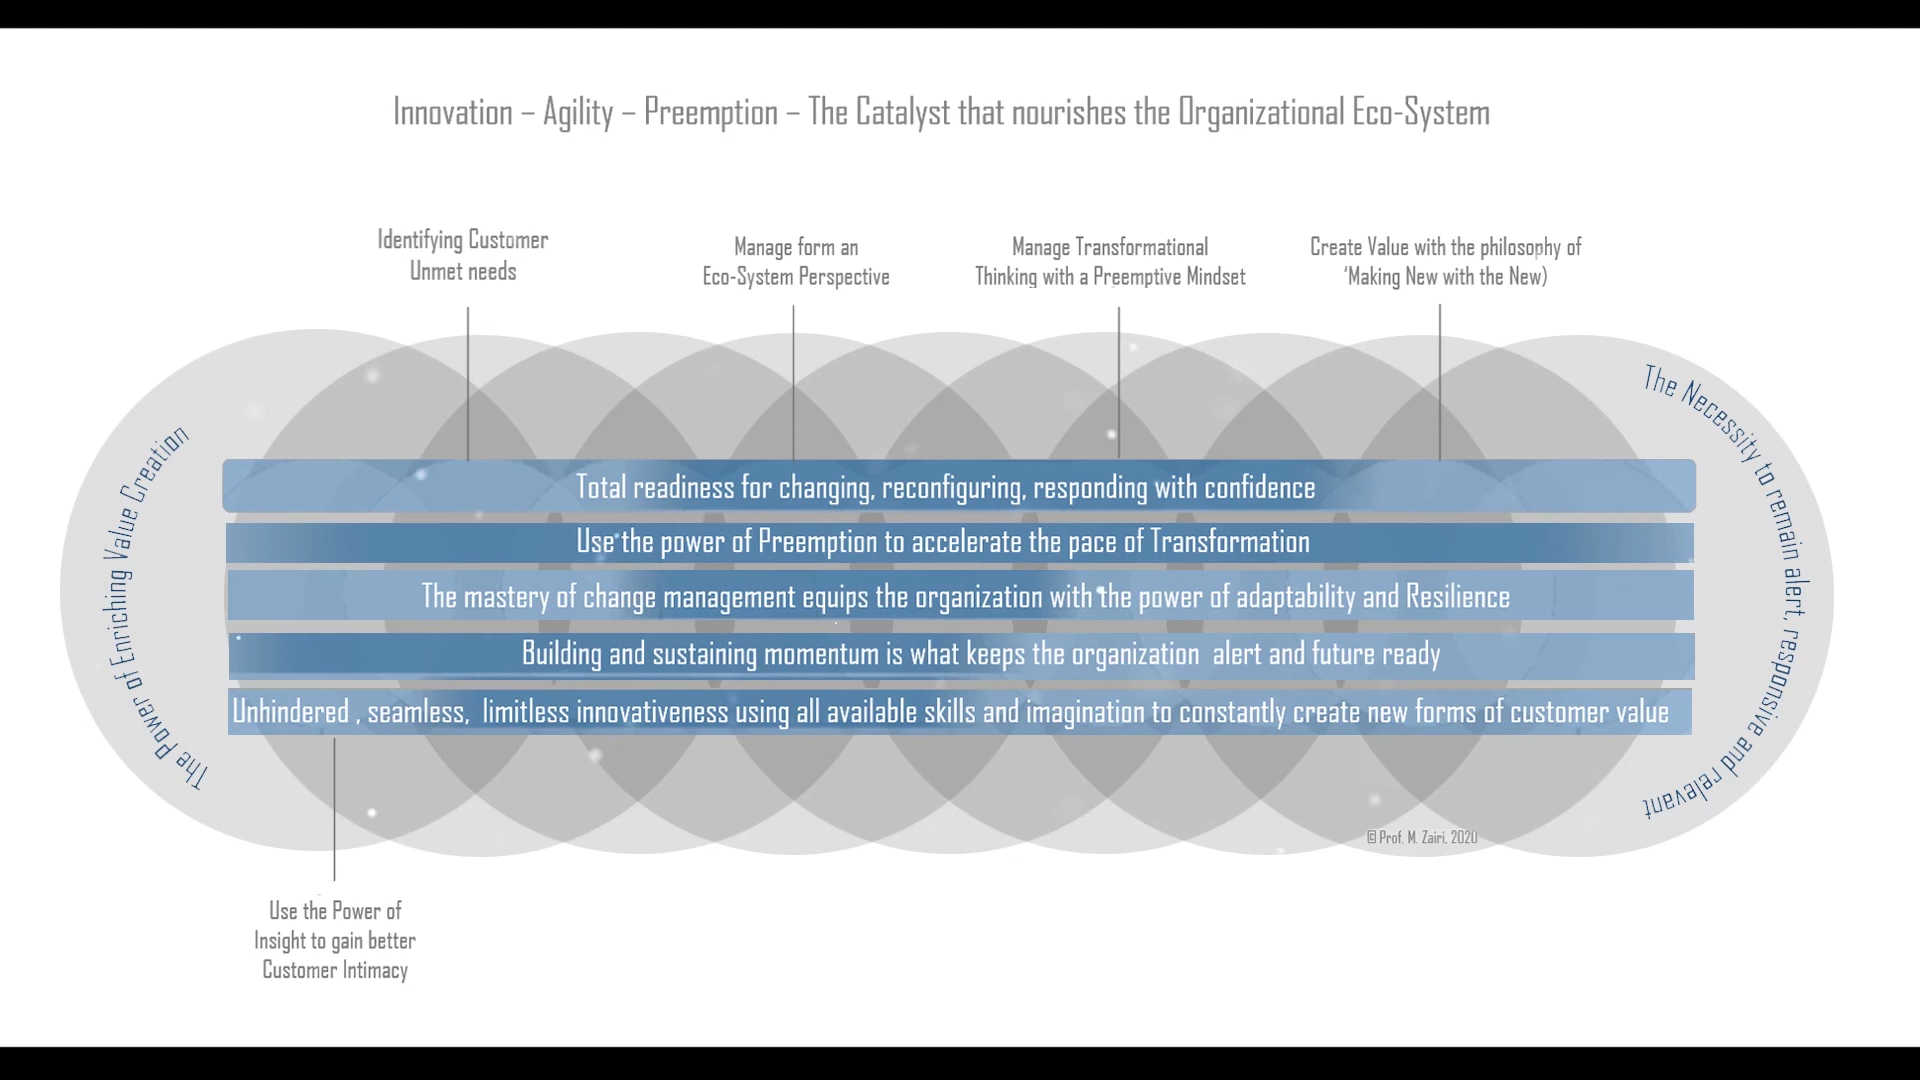 Innovation – Agility – Preemption – The Catalyst that nourishes the Organizational Eco-System
Identifying Customer
Unmet needs
Manage form an
Eco-System Perspective
Manage Transformational
Thinking with a Preemptive Mindset
Create Value with the philosophy of
‘Making New with the New)
The Power of Enriching Value Creation
Total readiness for changing, reconfiguring, responding with confidence
Use the power of Preemption to accelerate the pace of Transformation
The mastery of change management equips the organization with the power of adaptability and Resilience
Building and sustaining momentum is what keeps the organization  alert and future ready
Unhindered , seamless,  limitless innovativeness using all available skills and imagination to constantly create new forms of customer value
The Necessity to remain alert, responsive and relevant
© Prof. M. Zairi, 2020
Use the Power of
Insight to gain better
Customer Intimacy